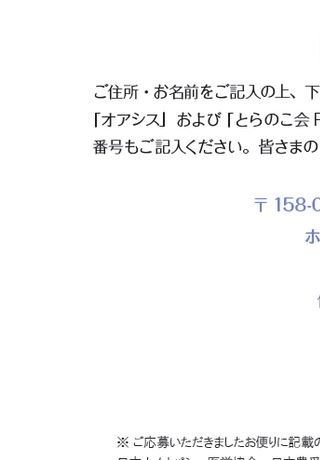 ご住所・お名前をご記入の上、下
「オアシス」および「とらのこ会
番号もご記入ください。皆さまの
〒158-0
ホ
※ ご応募いただきましたお便りに記載の